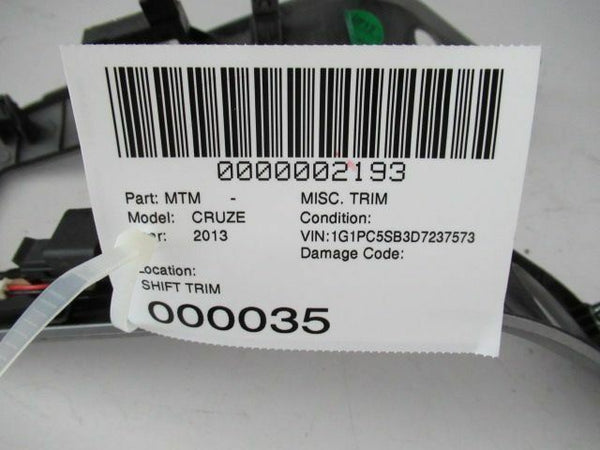 0000002193
Part: MTM - MISC. TRIM
Model: CRUZE Condition:
2013 VIN:1G1PC5SB3D7237573
Damage Code:
Location:
SHIFT TRIM
000035